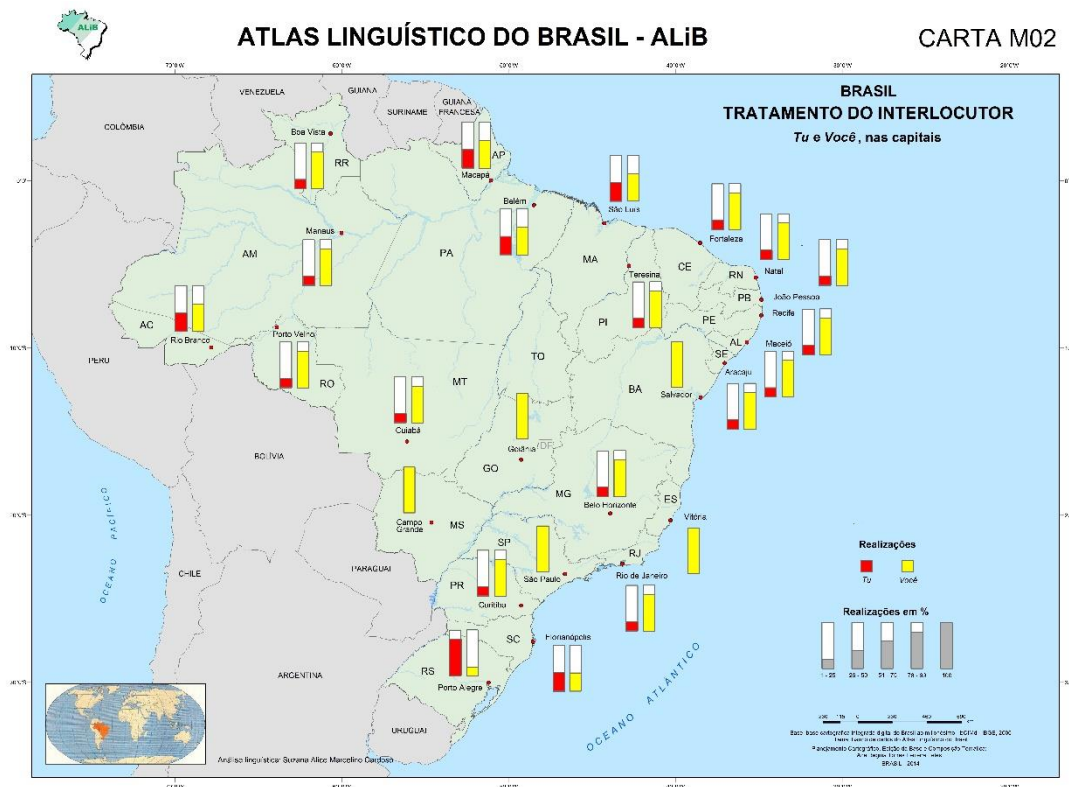 ALiB
ATLAS LINGUÍSTICO DO BRASIL - ALiB
CARTA M02
BRASIL
TRATAMENTO DO INTERLOCUTOR
Tu e Você, nas capitais
VENEZUELA
GUIANA
SURINAME
GUIANA
FRANCESA
COLÔMBIA
Boa Vista
RR
AP
Macapá
Belém
São Luís
Fortaleza
Natal
Manaus
AM
PA
MA
Teresina
CE
RN
PB
João Pessoa
Recife
PI
PE
AC
Rio Branco
Porto Velho
AL
Maceió
SE
Aracaju
PERU
RO
MT
TO
BA
Salvador
Cuiabá
Goiânia
DF
GO
BOLÍVIA
MG
Belo Horizonte
ES
Vitória
Campo
Grande
MS
SP
São Paulo
RJ
Rio de Janeiro
OCEANO PACÍFICO
CHILE
PARAGUAI
PR
Curitiba
SC
Florianópolis
RS
Porto Alegre
ARGENTINA
URUGUAI
OCEANO ATLÂNTICO
Realizações
Tu
Você
Realizações em %
1 - 25
100
Análise linguística: Suzana Alice Marcelino Cardoso
BRASIL - 2014